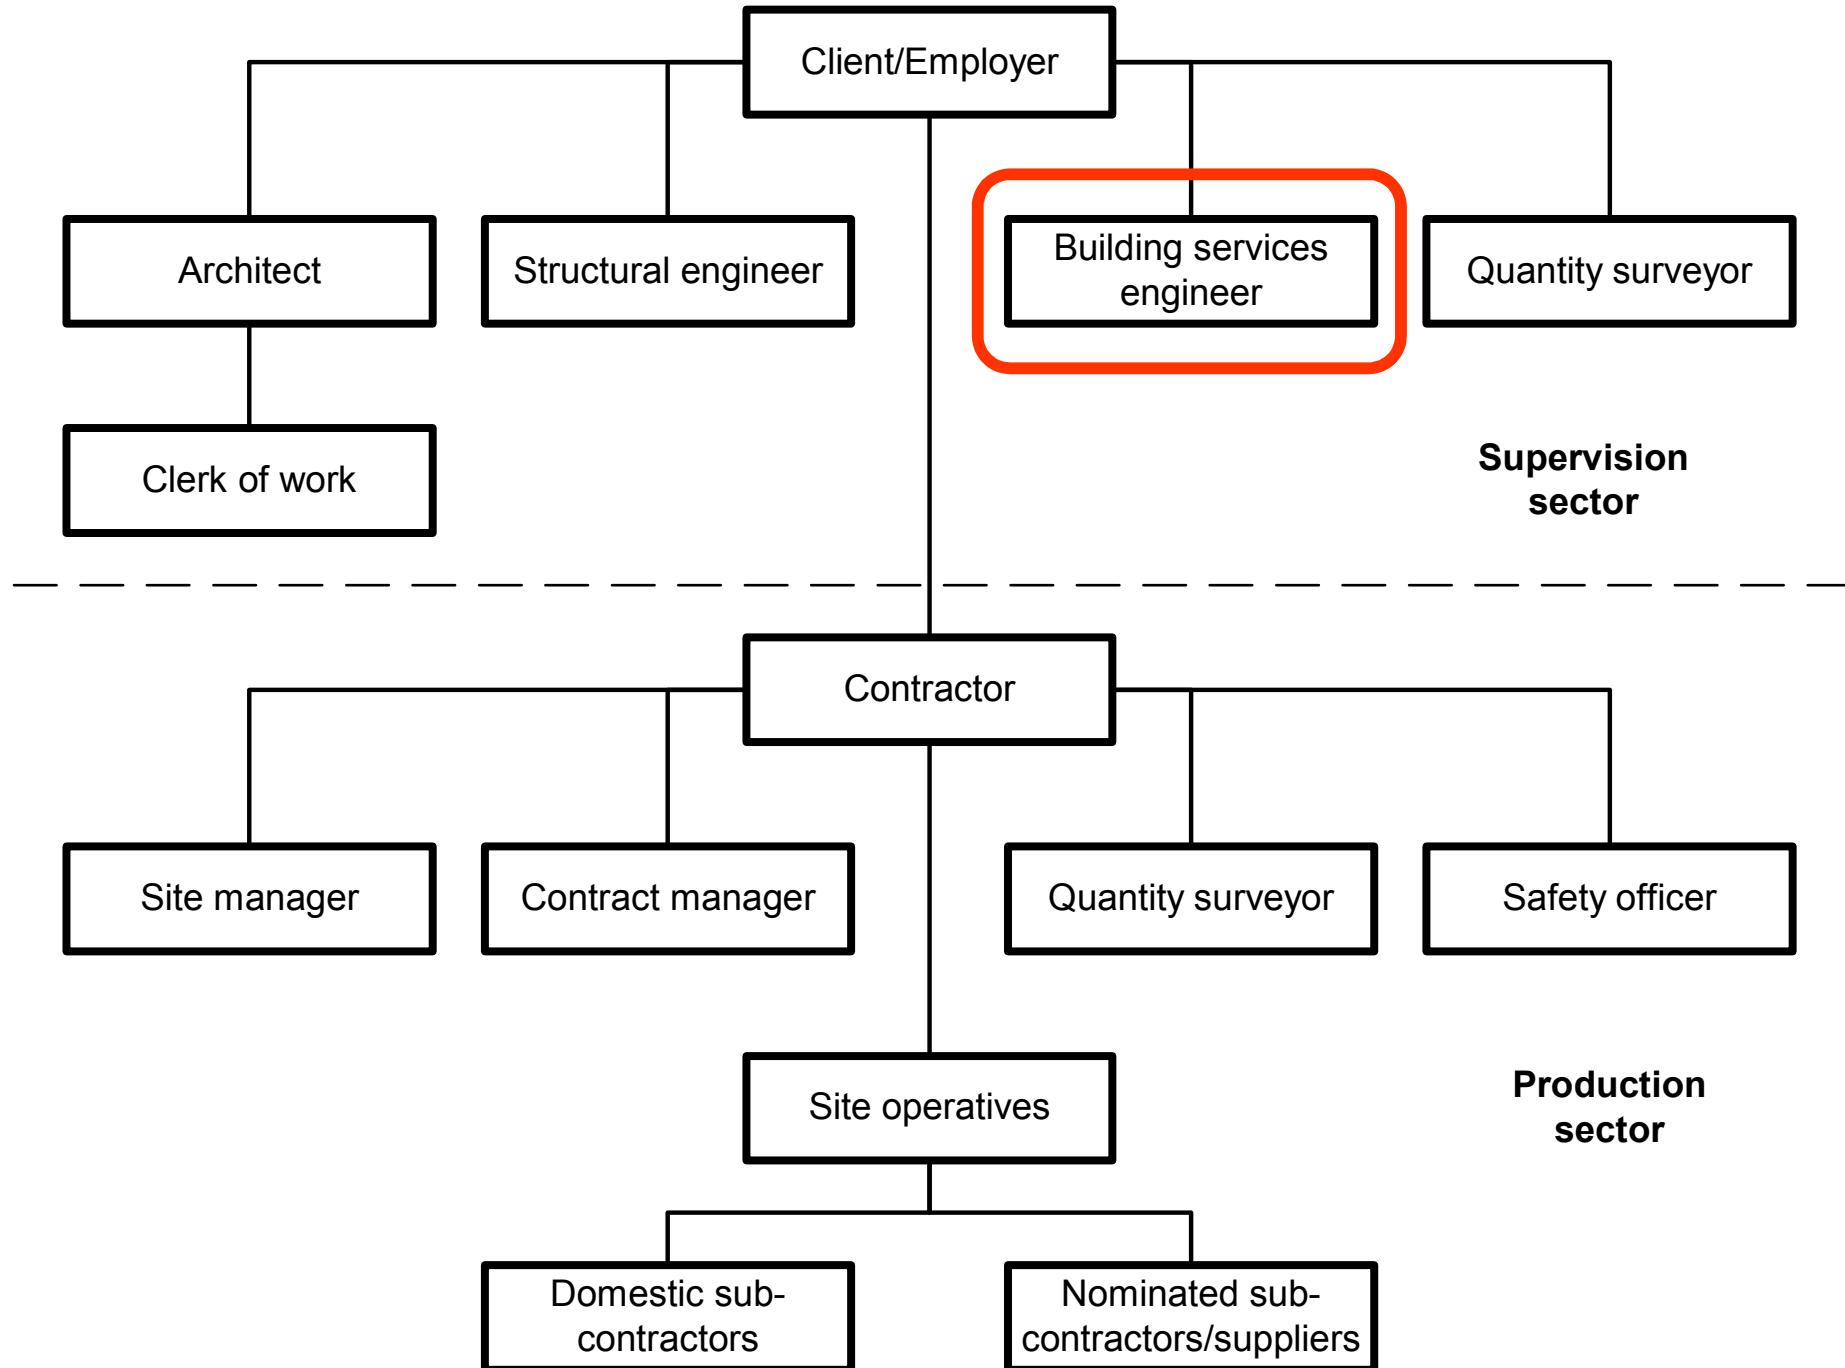 Client/Employer
Architect
Structural engineer
Building services
engineer
Quantity surveyor
Clerk of work
Supervision
sector
Contractor
Site manager
Contract manager
Quantity surveyor
Safety officer
Site operatives
Production
sector
Domestic sub-
contractors
Nominated sub-
contractors/suppliers